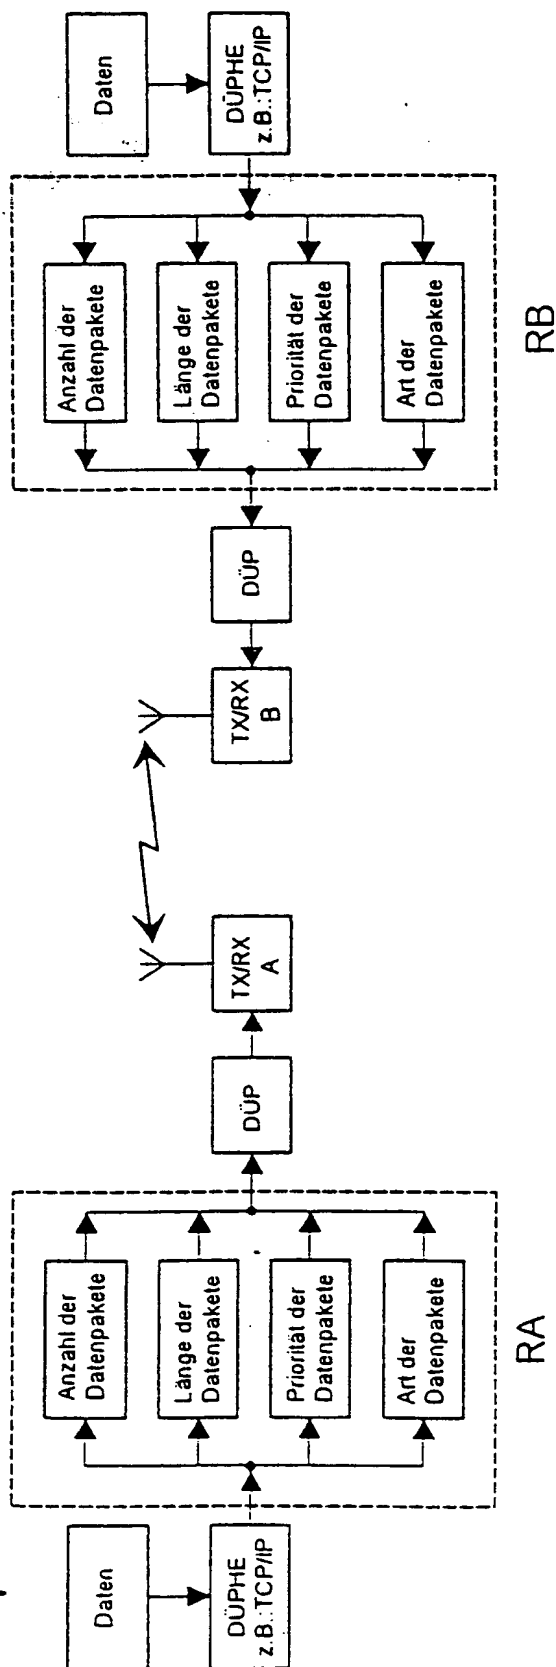 Daten
DÜPHE
z.B.:TCP/IP
Anzahl der
Datenpakete
Länge der
Datenpakete
Priorität der
Datenpakete
Art der
Datenpakete
RA
DÜP
TX/RX
A
TX/RX
B
DÜP
Anzahl der
Datenpakete
Länge der
Datenpakete
Priorität der
Datenpakete
Art der
Datenpakete
RB
Daten
DÜPHE
z.B.:TCP/IP